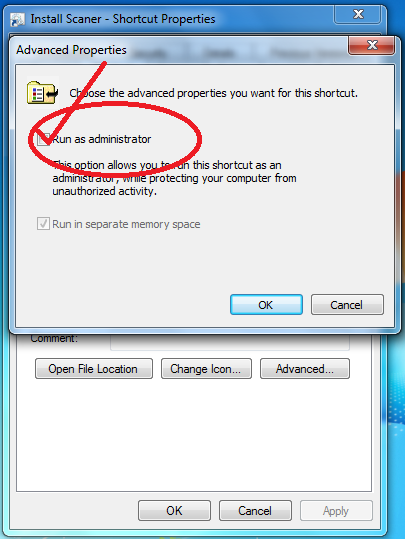 Install Scaner - Shortcut Properties
Advanced Properties
Choose the advanced properties you want for this shortcut.
Run as administrator
This option allows you to run this shortcut as an
administrator, while protecting your computer from
unauthorized activity.
Run in separate memory space
OK
Cancel
Comment:
Open File Location
Change Icon...
Advanced...
OK
Cancel
Apply